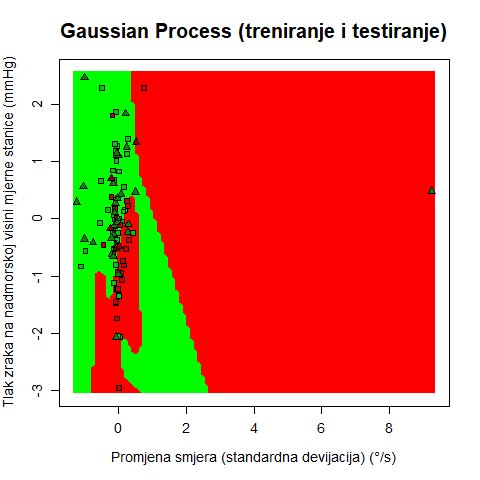 Gaussian Process (treniranje i testiranje)
Tlak zraka na nadmorskoj visini mjerne stanice (mmHg)
2
1
0
-1
-2
-3
0 2 4 6 8
Promjena smjera (standardna devijacija) (°/s)